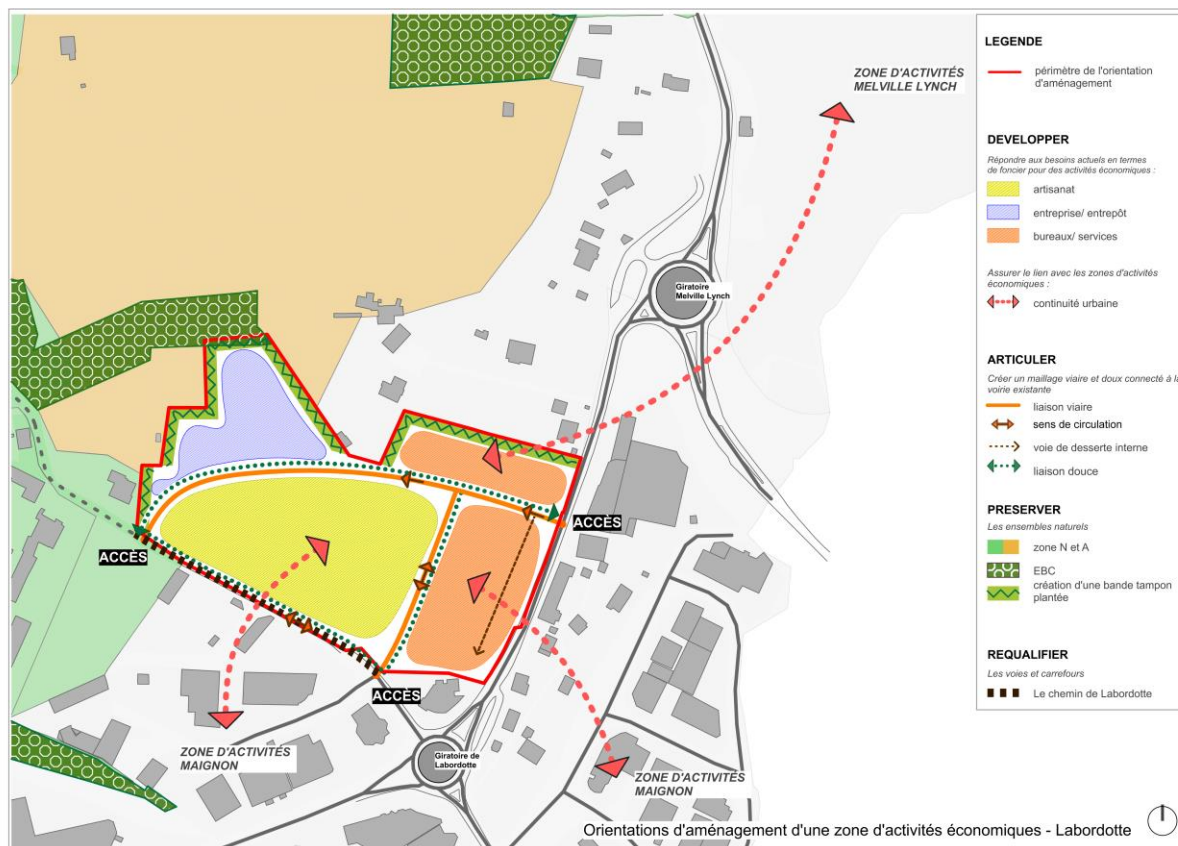 ZONE D'ACTIVITÉS
MELVILLE LYNCH
Giratoire
Melville Lynch
ACCÈS
ACCÈS
ACCÈS
ZONE D'ACTIVITÉS
MAIGNON
Giratoire de
Labordotte
ZONE D'ACTIVITÉS
MAIGNON
Orientations d'aménagement d'une zone d'activités économiques - Labordotte
LEGENDE
périmètre de l'orientation
d'aménagement
DEVELOPPER
Répondre aux besoins actuels en termes
de foncier pour des activités économiques :
artisanat
entreprise/ entrepôt
bureaux/ services
Assurer le lien avec les zones d'activités
économiques :
continuité urbaine
ARTICULER
Créer un maillage viaire et doux connecté à la
voirie existante
liaison viaire
sens de circulation
voie de desserte interne
liaison douce
PRESERVER
Les ensembles naturels
zone N et A
EBC
création d'une bande tampon
plantée
REQUALIFIER
Les voies et carrefours
Le chemin de Labordotte